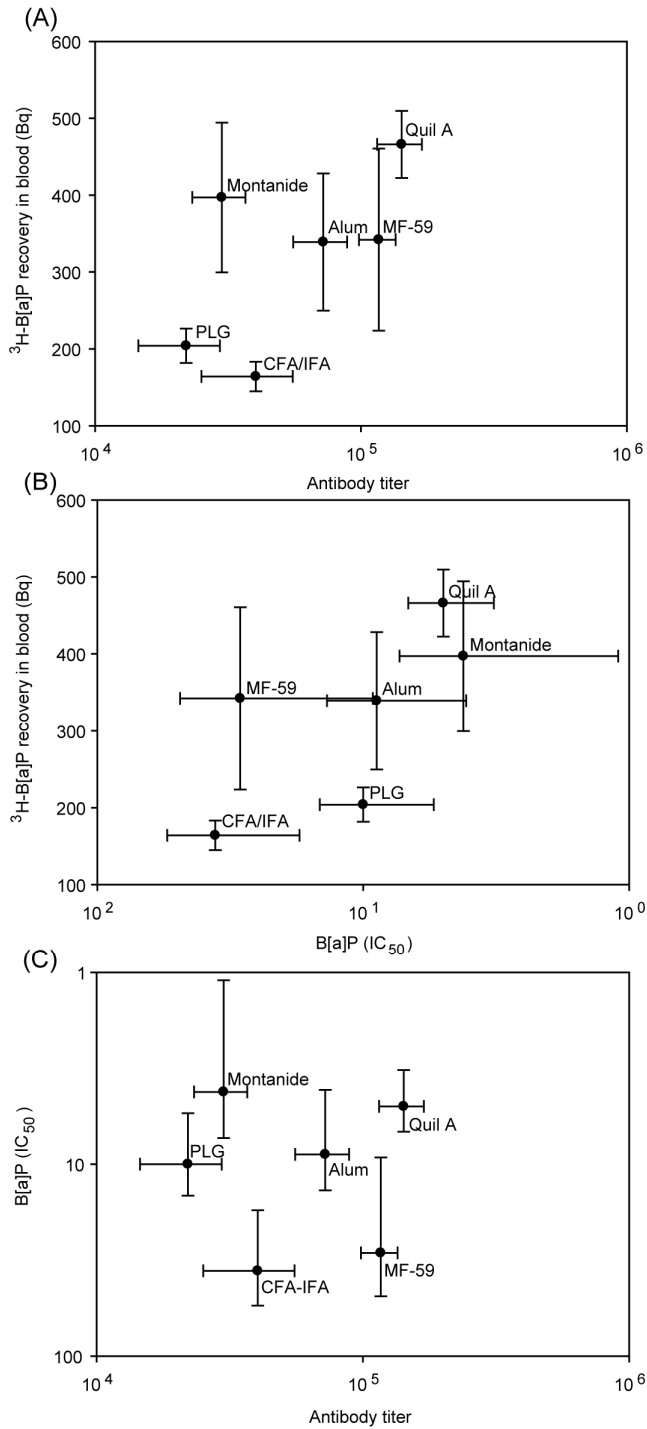 (A)
600
500
400
300
200
100
³H-B[a]P recovery in blood (Bq)
Quil A
Montanide
Alum
MF-59
PLG
CFA/IFA
10⁴
10⁵
10⁶
Antibody titer
(B)
600
500
400
300
200
100
³H-B[a]P recovery in blood (Bq)
Quil A
Montanide
MF-59
Alum
PLG
CFA/IFA
10²
10¹
10⁰
B[a]P (IC₅₀)
(C)
1
10
100
B[a]P (IC₅₀)
Montanide
Quil A
PLG
Alum
MF-59
CFA-IFA
10⁴
10⁵
10⁶
Antibody titer